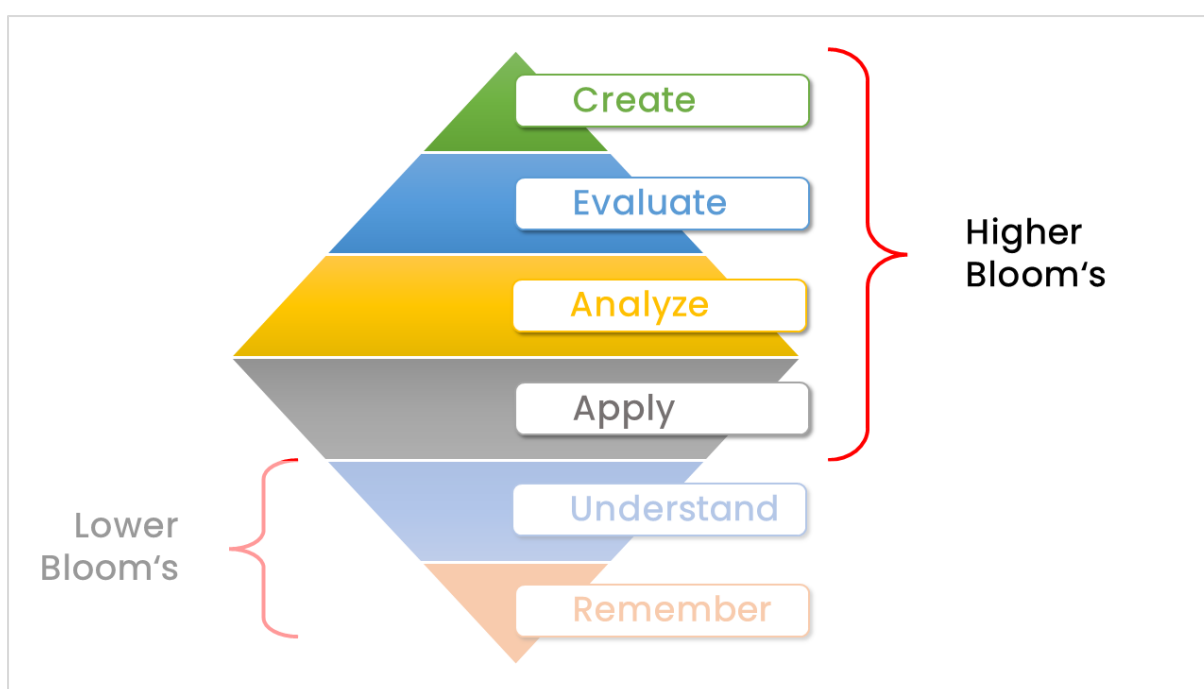 Create
Evaluate
Higher
Bloom‘s
Analyze
Apply
Understand
Lower
Bloom‘s
Remember